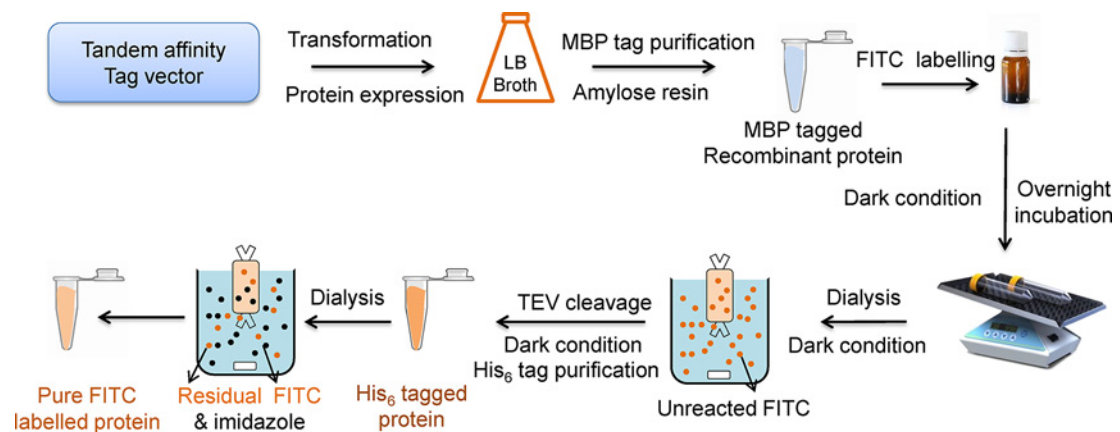 Tandem affinity
Tag vector
Transformation
Protein expression
LB
Broth
MBP tag purification
Amylose resin
MBP tagged
Recombinant protein
FITC labelling
Dark condition
Overnight
incubation
Dialysis
Dark condition
Unreacted FITC
TEV cleavage
Dark condition
His₆ tag purification
His₆ tagged
protein
Dialysis
Residual FITC
& imidazole
Pure FITC
labelled protein